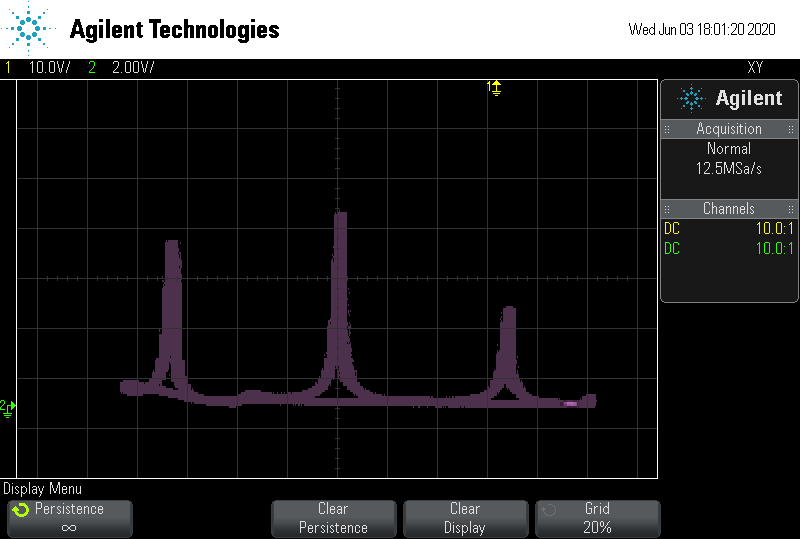 Agilent Technologies
Wed Jun 03 18:01:20 2020
1 10.0V/ 2 2.00V/ XY
1
Agilent
Acquisition
Normal
12.5MSa/s
Channels
DC 10.0:1
DC 10.0:1
2
Display Menu
Persistence
∞
Clear
Persistence
Clear
Display
Grid
20%